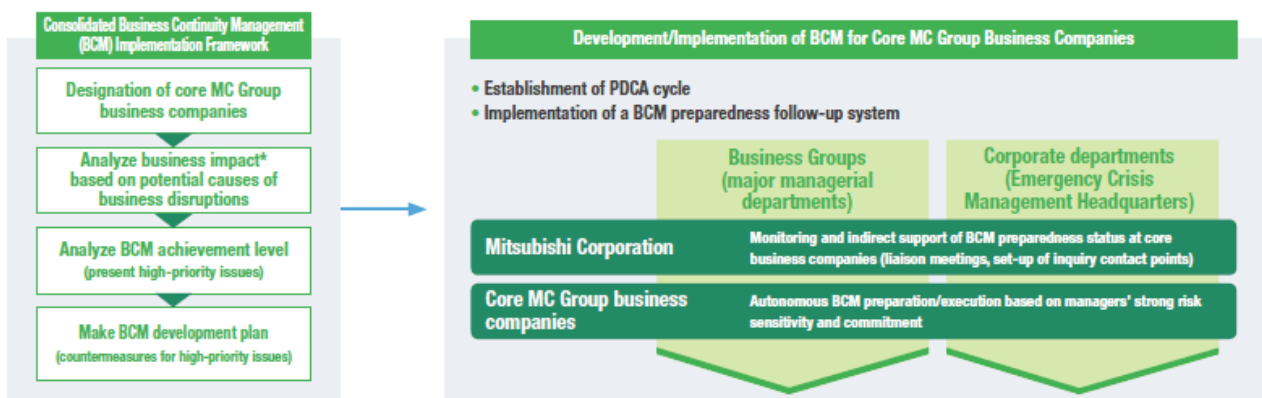 Consolidated Business Continuity Management
(BCM) Implementation Framework
Designation of core MC Group
business companies
Analyze business impact*
based on potential causes of
business disruptions
Analyze BCM achievement level
(present high-priority issues)
Make BCM development plan
(countermeasures for high-priority issues)
Development/Implementation of BCM for Core MC Group Business Companies
• Establishment of PDCA cycle
• Implementation of a BCM preparedness follow-up system
Business Groups
(major managerial
departments)
Corporate departments
(Emergency Crisis
Management Headquarters)
Mitsubishi Corporation
Monitoring and indirect support of BCM preparedness status at core
business companies (liaison meetings, set-up of inquiry contact points)
Core MC Group business
companies
Autonomous BCM preparation/execution based on managers' strong risk
sensitivity and commitment